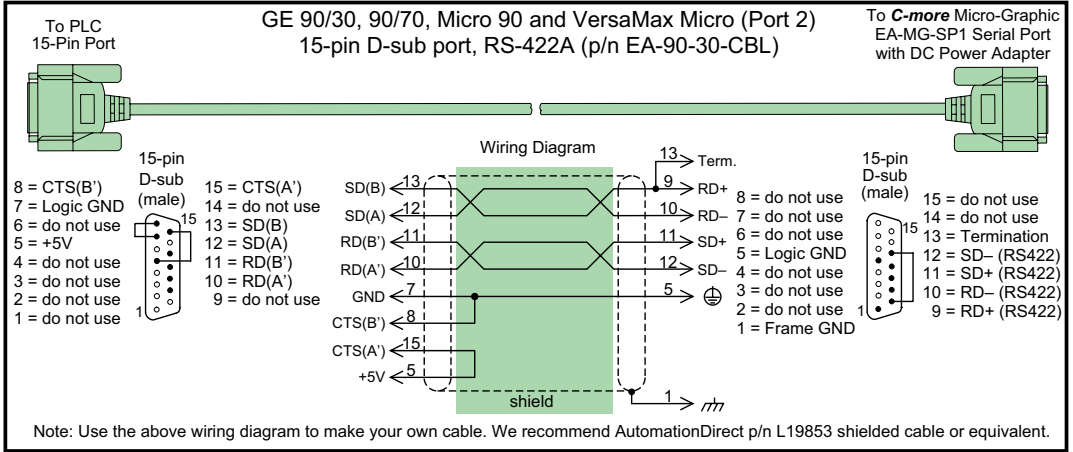 To PLC
15-Pin Port
GE 90/30, 90/70, Micro 90 and VersaMax Micro (Port 2)
15-pin D-sub port, RS-422A (p/n EA-90-30-CBL)
To C-more Micro-Graphic
EA-MG-SP1 Serial Port
with DC Power Adapter
15-pin
D-sub
(male)
8 = CTS(B')
7 = Logic GND
6 = do not use
5 = +5V
4 = do not use
3 = do not use
2 = do not use
1 = do not use
15
1
15 = CTS(A')
14 = do not use
13 = SD(B)
12 = SD(A)
11 = RD(B')
10 = RD(A')
9 = do not use
Wiring Diagram
13 Term.
SD(B) 13 9 RD+
SD(A) 12 10 RD–
RD(B') 11 11 SD+
RD(A') 10 12 SD–
GND 7 5
CTS(B') 8
CTS(A') 15
+5V 5
shield
1
8 = do not use
7 = do not use
6 = do not use
5 = Logic GND
4 = do not use
3 = do not use
2 = do not use
1 = Frame GND
15-pin
D-sub
(male)
15
1
15 = do not use
14 = do not use
13 = Termination
12 = SD– (RS422)
11 = SD+ (RS422)
10 = RD– (RS422)
9 = RD+ (RS422)
Note: Use the above wiring diagram to make your own cable. We recommend AutomationDirect p/n L19853 shielded cable or equivalent.